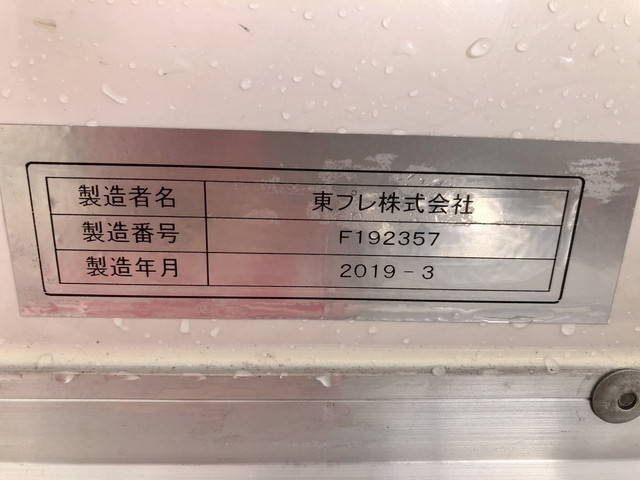 製造者名 東プレ株式会社
製造番号 F192357
製造年月 2019-3